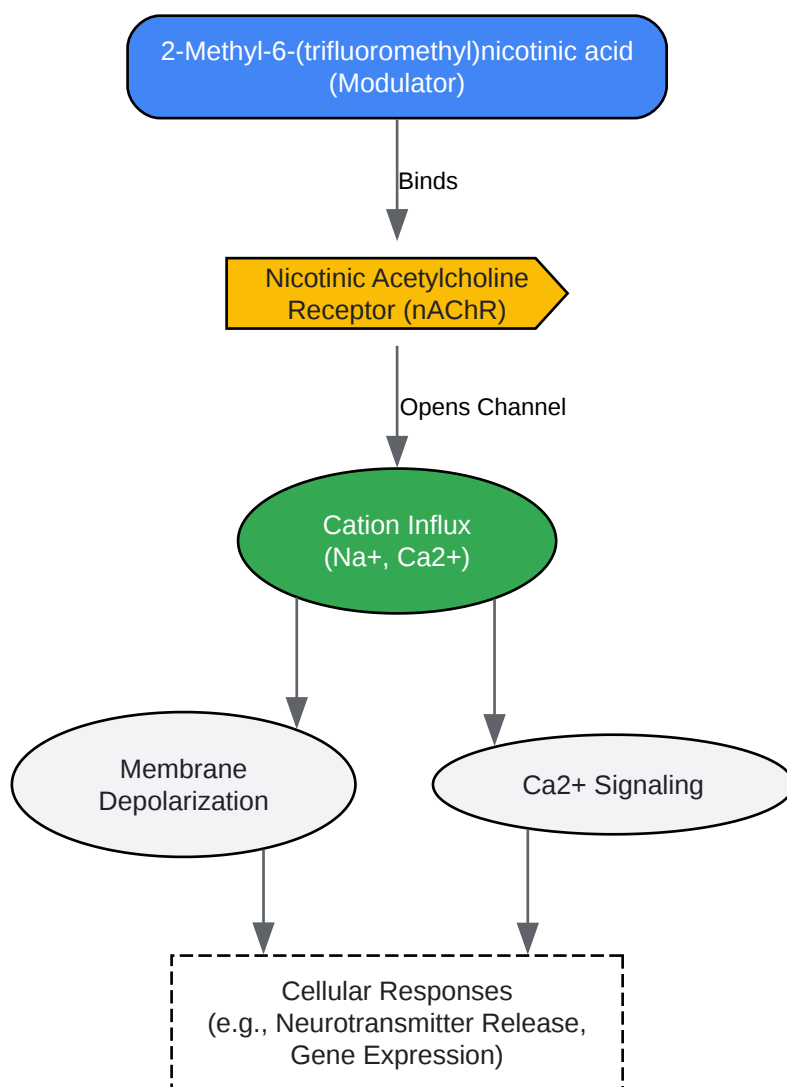 2-Methyl-6-(trifluoromethyl)nicotinic acid
(Modulator)
Binds
Nicotinic Acetylcholine
Receptor (nAChR)
Opens Channel
Cation Influx
(Na+, Ca2+)
Membrane
Depolarization
Ca2+ Signaling
Cellular Responses
(e.g., Neurotransmitter Release,
Gene Expression)